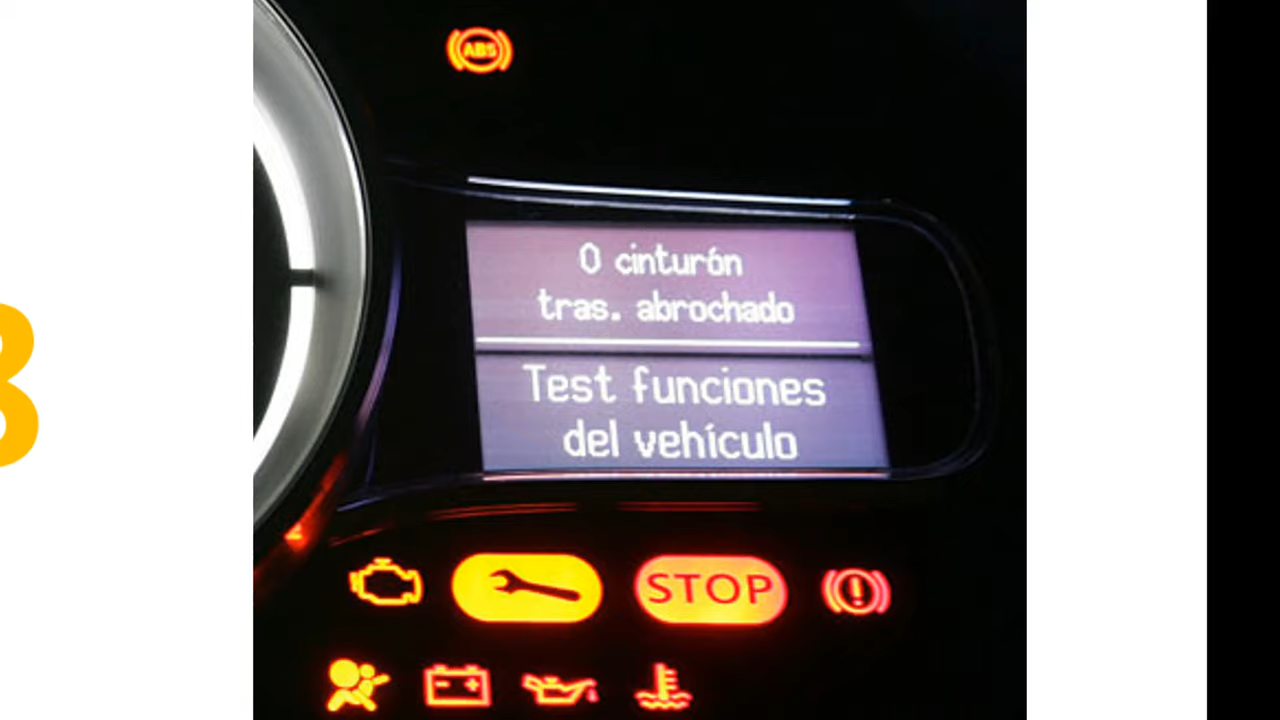 ABS
0 cinturón
tras. abrochado
Test funciones
del vehículo
STOP